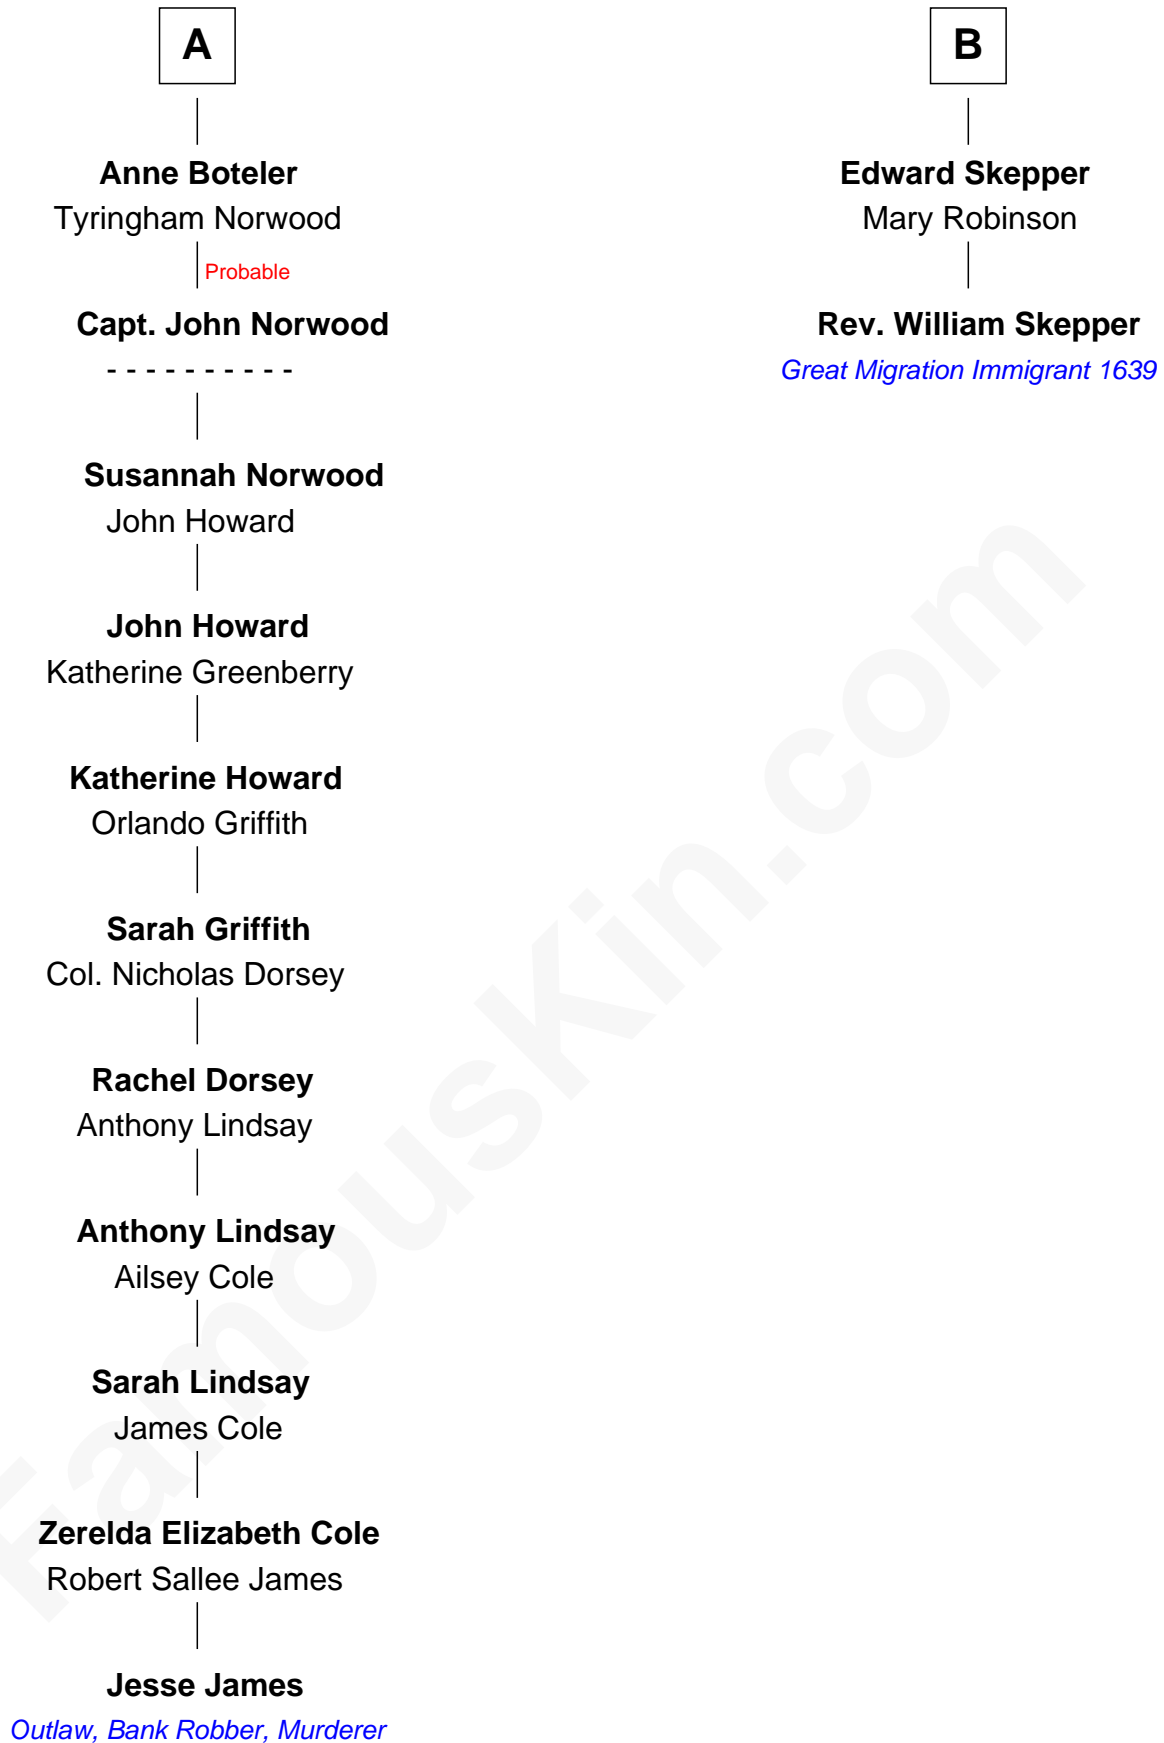 A
Anne Boteler
Tyringham Norwood
Probable
Capt. John Norwood
- - - - - - - - - -
Susannah Norwood
John Howard
John Howard
Katherine Greenberry
Katherine Howard
Orlando Griffith
Sarah Griffith
Col. Nicholas Dorsey
Rachel Dorsey
Anthony Lindsay
Anthony Lindsay
Ailsey Cole
Sarah Lindsay
James Cole
Zerelda Elizabeth Cole
Robert Sallee James
Jesse James
Outlaw, Bank Robber, Murderer
B
Edward Skepper
Mary Robinson
Rev. William Skepper
Great Migration Immigrant 1639
FamousKin.com